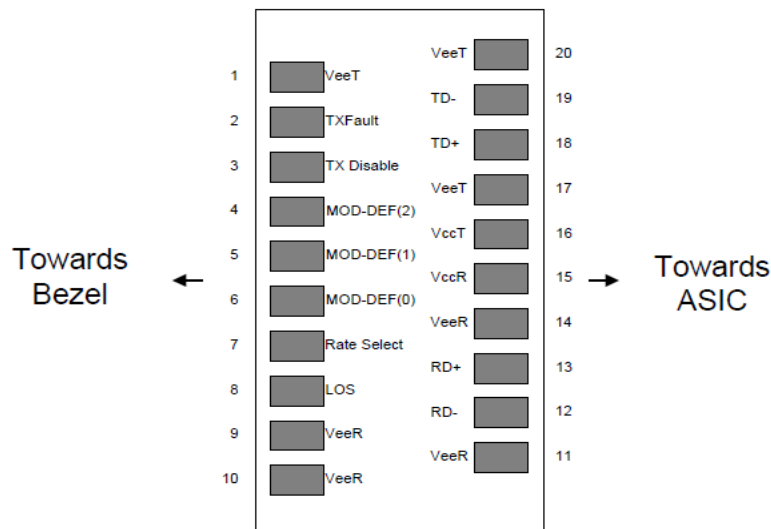 VeeT 20
1 VeeT
TD- 19
2 TXFault
TD+ 18
3 TX Disable
VeeT 17
4 MOD-DEF(2)
VccT 16
5 MOD-DEF(1)
VccR 15
Towards
Bezel
Towards
ASIC
6 MOD-DEF(0)
VeeR 14
7 Rate Select
RD+ 13
8 LOS
RD- 12
9 VeeR
VeeR 11
10 VeeR